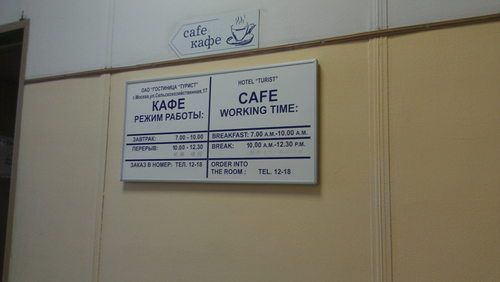 cafe
кафе
ОАО "ГОСТИНИЦА "ТУРИСТ"
г.Москва,ул.Сельскохозяйственная,17
КАФЕ
РЕЖИМ РАБОТЫ:
ЗАВТРАК: 7.00 - 10.00
ПЕРЕРЫВ: 10.00 - 12.30
ЗАКАЗ В НОМЕР: ТЕЛ. 12-18
HOTEL "TURIST"
CAFE
WORKING TIME:
BREAKFAST: 7.00 A.M.-10.00 A.M.
BREAK: 10.00 A.M.-12.30 P.M.
ORDER INTO
THE ROOM : TEL. 12-18